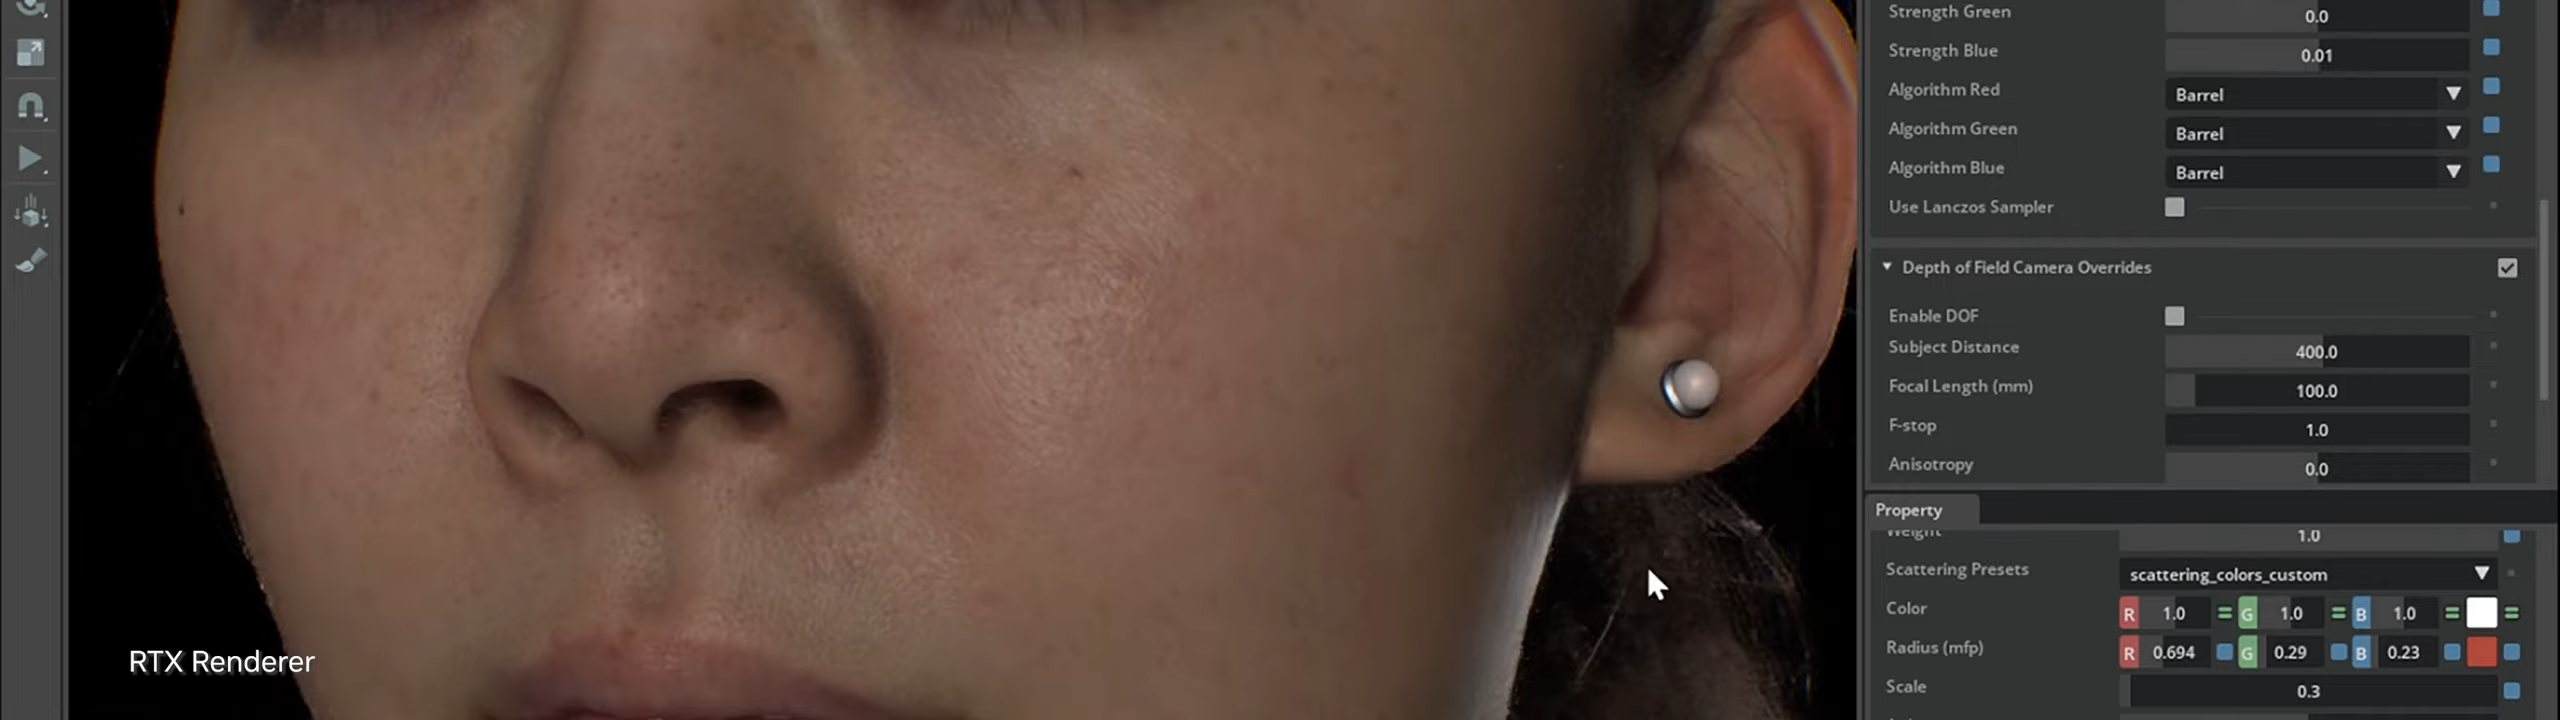 Strength Green 0.0
Strength Blue 0.01
Algorithm Red Barrel
Algorithm Green Barrel
Algorithm Blue Barrel
Use Lanczos Sampler
Depth of Field Camera Overrides
Enable DOF
Subject Distance 400.0
Focal Length (mm) 100.0
F-stop 1.0
Anisotropy 0.0
Property
Weight 1.0
Scattering Presets scattering_colors_custom
Color R 1.0 G 1.0 B 1.0
Radius (mfp) R 0.694 G 0.29 B 0.23
Scale 0.3
RTX Renderer